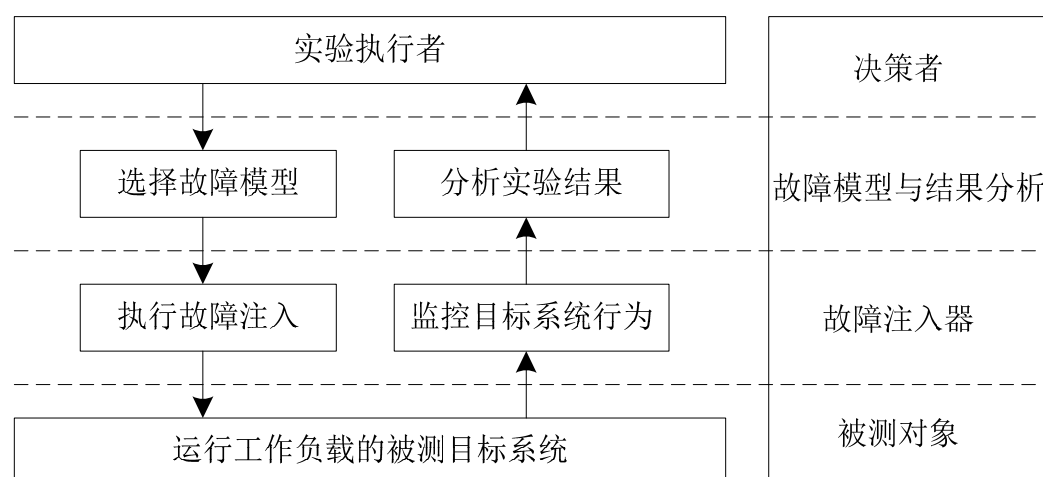 实验执行者
决策者
选择故障模型
分析实验结果
故障模型与结果分析
执行故障注入
监控目标系统行为
故障注入器
运行工作负载的被测目标系统
被测对象